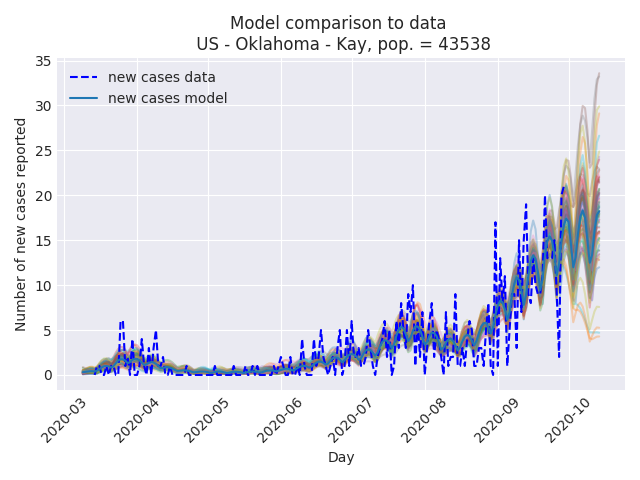 Model comparison to data
US - Oklahoma - Kay, pop. = 43538
new cases data
new cases model
Number of new cases reported
35
30
25
20
15
10
5
0
2020-03
2020-04
2020-05
2020-06
2020-07
2020-08
2020-09
2020-10
Day